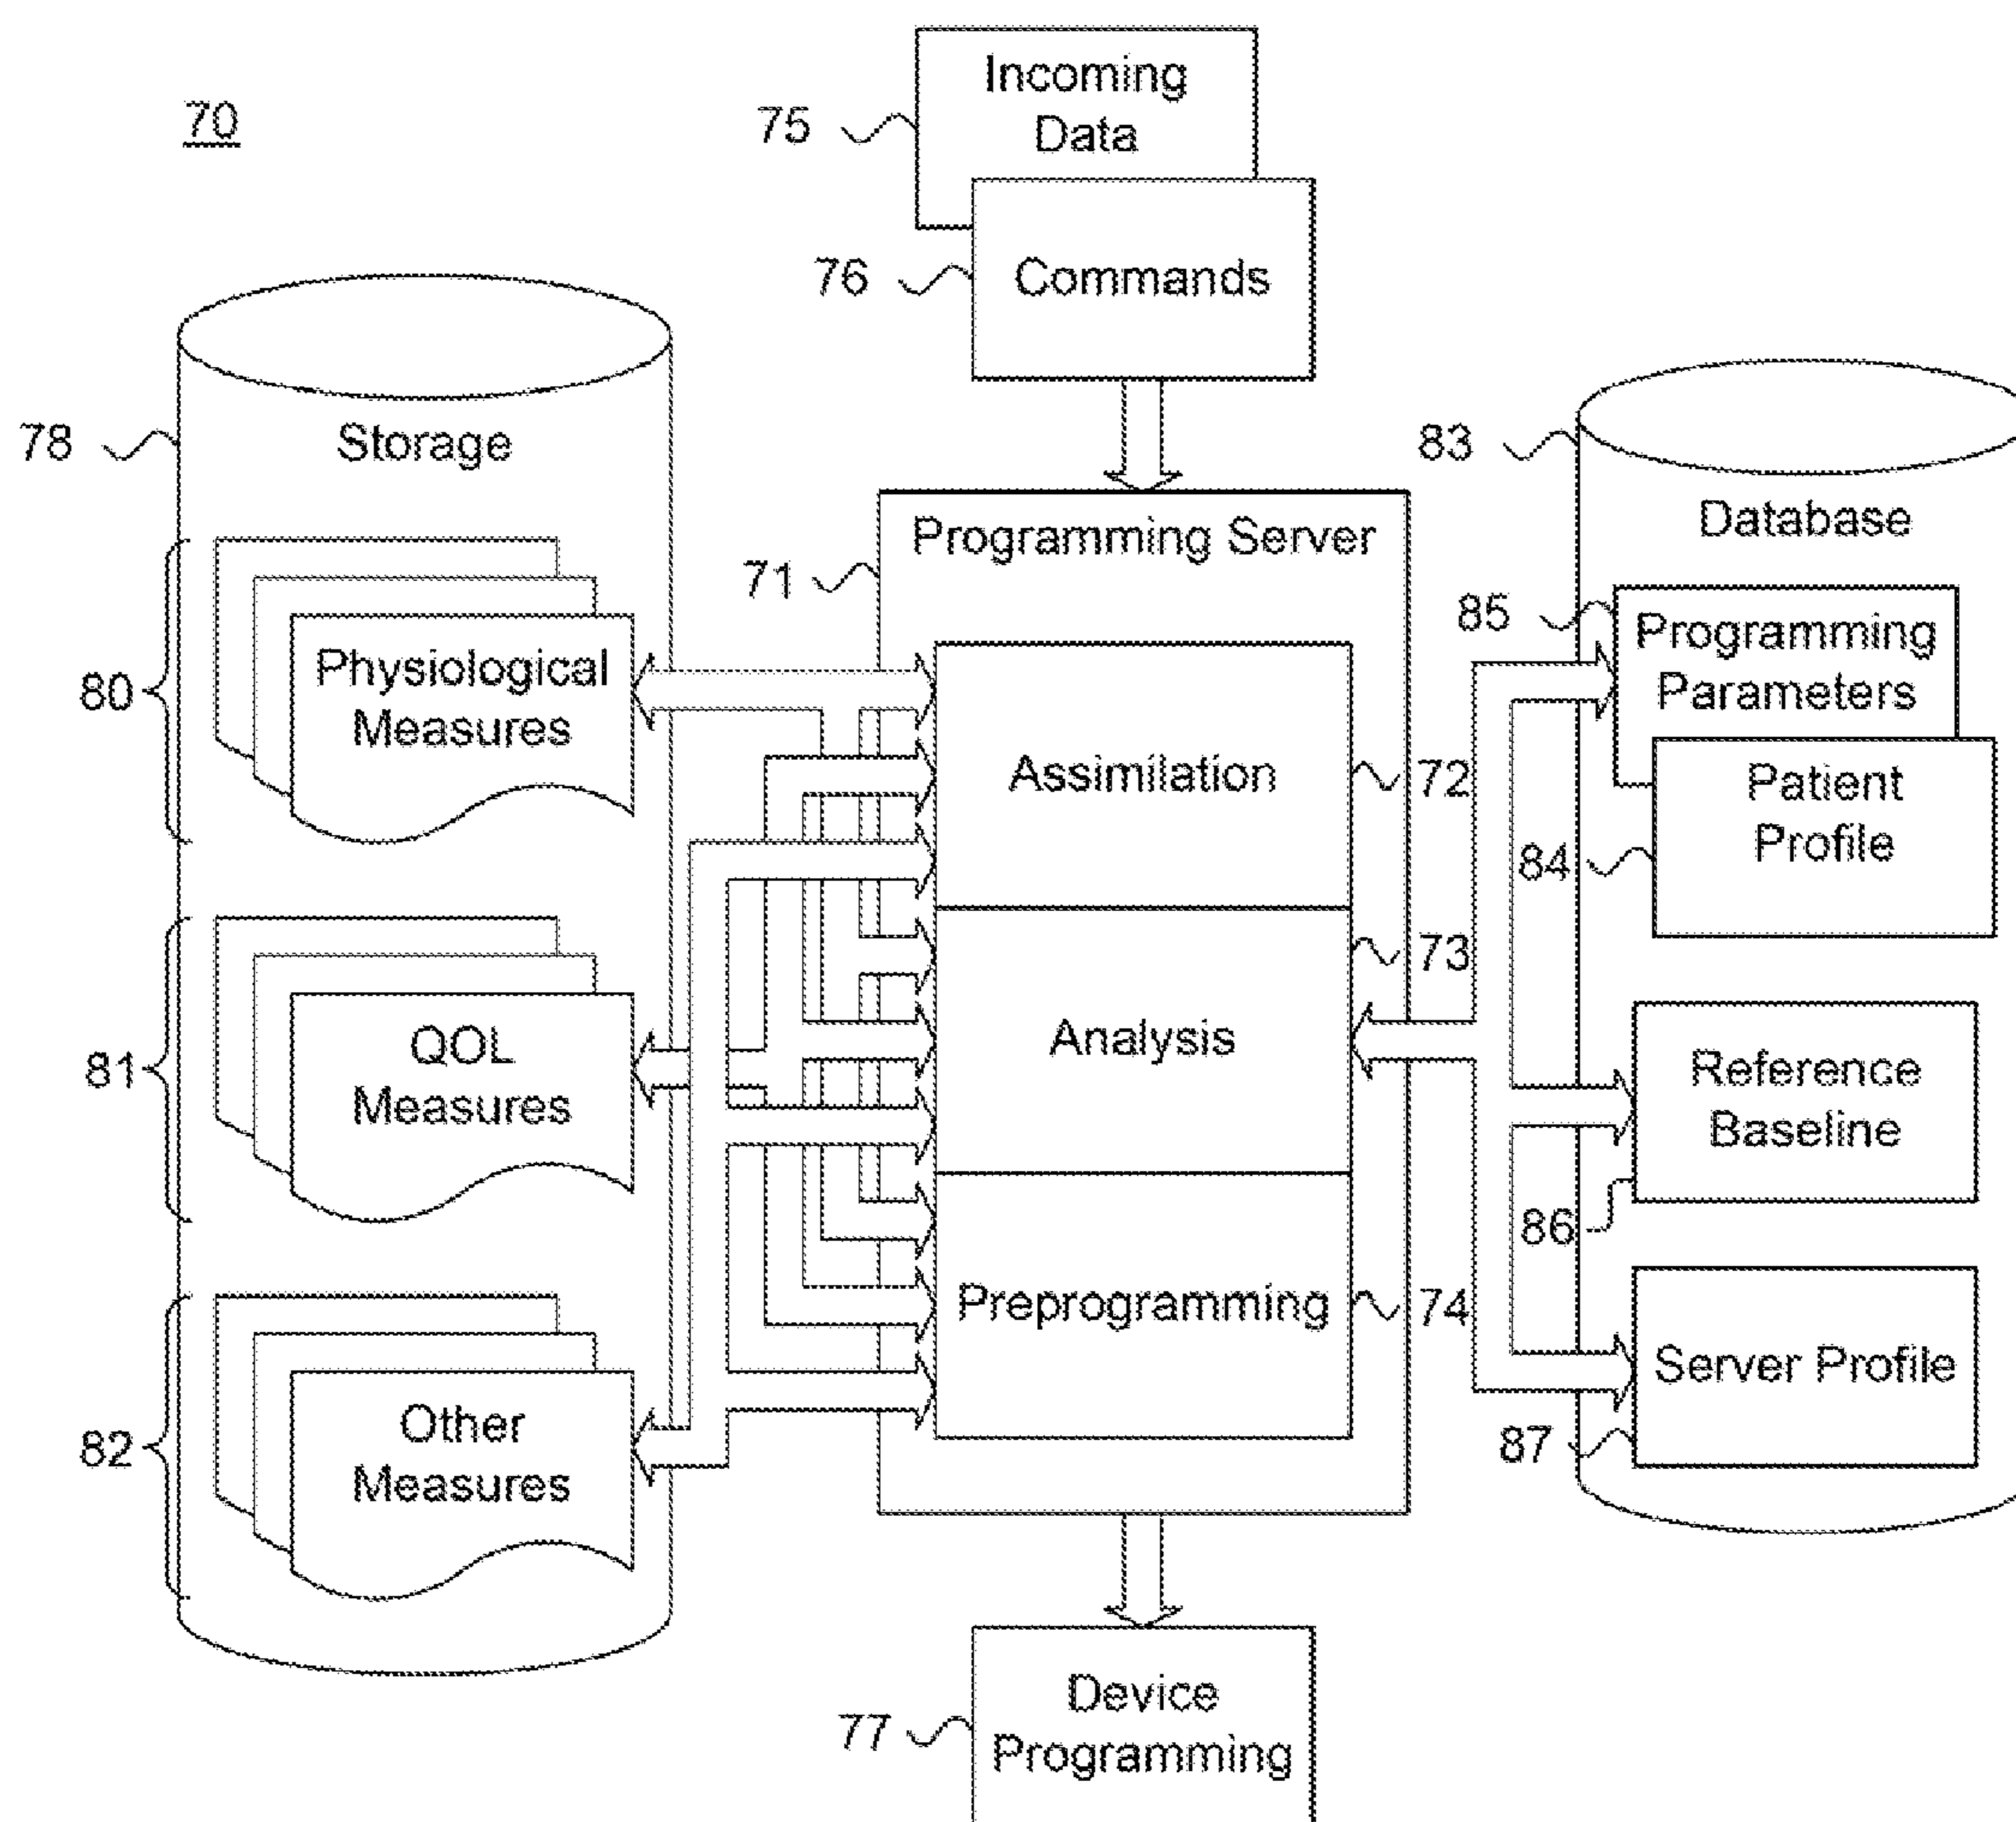 70
75
Incoming
Data
76
Commands
78
Storage
83
Database
71
Programming Server
80
Physiological
Measures
81
QOL
Measures
82
Other
Measures
Assimilation
72
Analysis
73
Preprogramming
74
85
Programming
Parameters
84
Patient
Profile
86
Reference
Baseline
87
Server Profile
77
Device
Programming